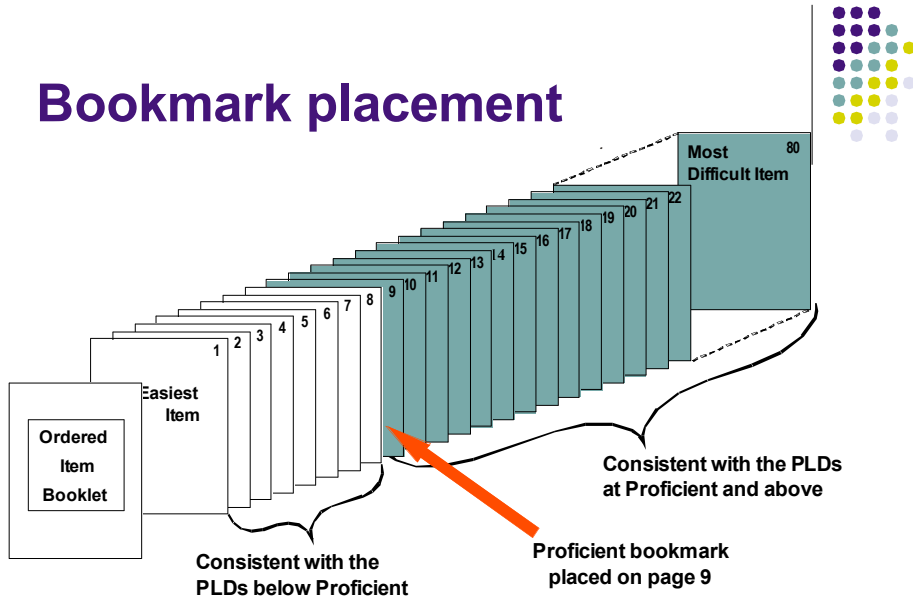 Bookmark placement
Most 80
Difficult Item
22
21
20
19
18
17
16
15
14
13
12
11
10
9
8
7
6
5
4
3
2
1
Easiest
Item
Ordered
Item
Booklet
Consistent with the PLDs
at Proficient and above
Proficient bookmark
placed on page 9
Consistent with the
PLDs below Proficient